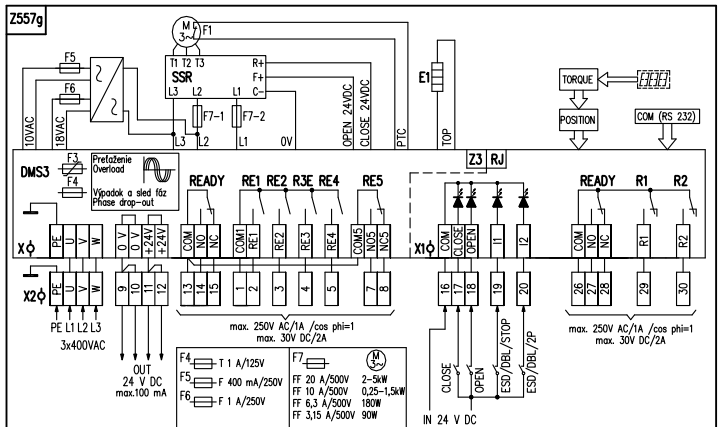 Z557g
M
3~
F1
F5
F6
T1 T2 T3
SSR
R+
F+
C−
L3 L2 L1
F7-1
F7-2
E1
TORQUE
POSITION
COM (RS 232)
10VAC
18VAC
L3 L2 L1
0V
OPEN 24VDC
CLOSE 24VDC
PTC
TOP
DMS3
F3
F4
Preťaženie
Overload
Výpadok a sled fáz
Phase drop-out
Z3 RJ
READY RE1 RE2 R3E RE4 RE5
READY R1 R2
X
PE U V W 0 V 0 V +24V +24V COM NO NC COM1 RE1 RE2 RE3 RE4 COM5 NO5 NC5
X1
COM CLOSE OPEN I1 I2 COM NO NC R1 R2
X2
PE U V W 9 10 11 12 13 14 15 1 2 3 4 5 7 8 16 17 18 19 20 26 27 28 29 30
PE L1 L2 L3
3x400VAC
OUT
24 V DC
max.100 mA
max. 250V AC/1A /cos phi=1
max. 30V DC/2A
max. 250V AC/1A /cos phi=1
max. 30V DC/2A
F4 T 1 A/125V
F5 F 400 mA/250V
F6 F 1 A/250V
F7
M
3~
FF 20 A/500V 2-5kW
FF 10 A/500V 0,25-1,5kW
FF 6,3 A/500V 180W
FF 3,15 A/500V 90W
CLOSE
OPEN
ESD/DBL/STOP
ESD/DBL/2P
IN 24 V DC